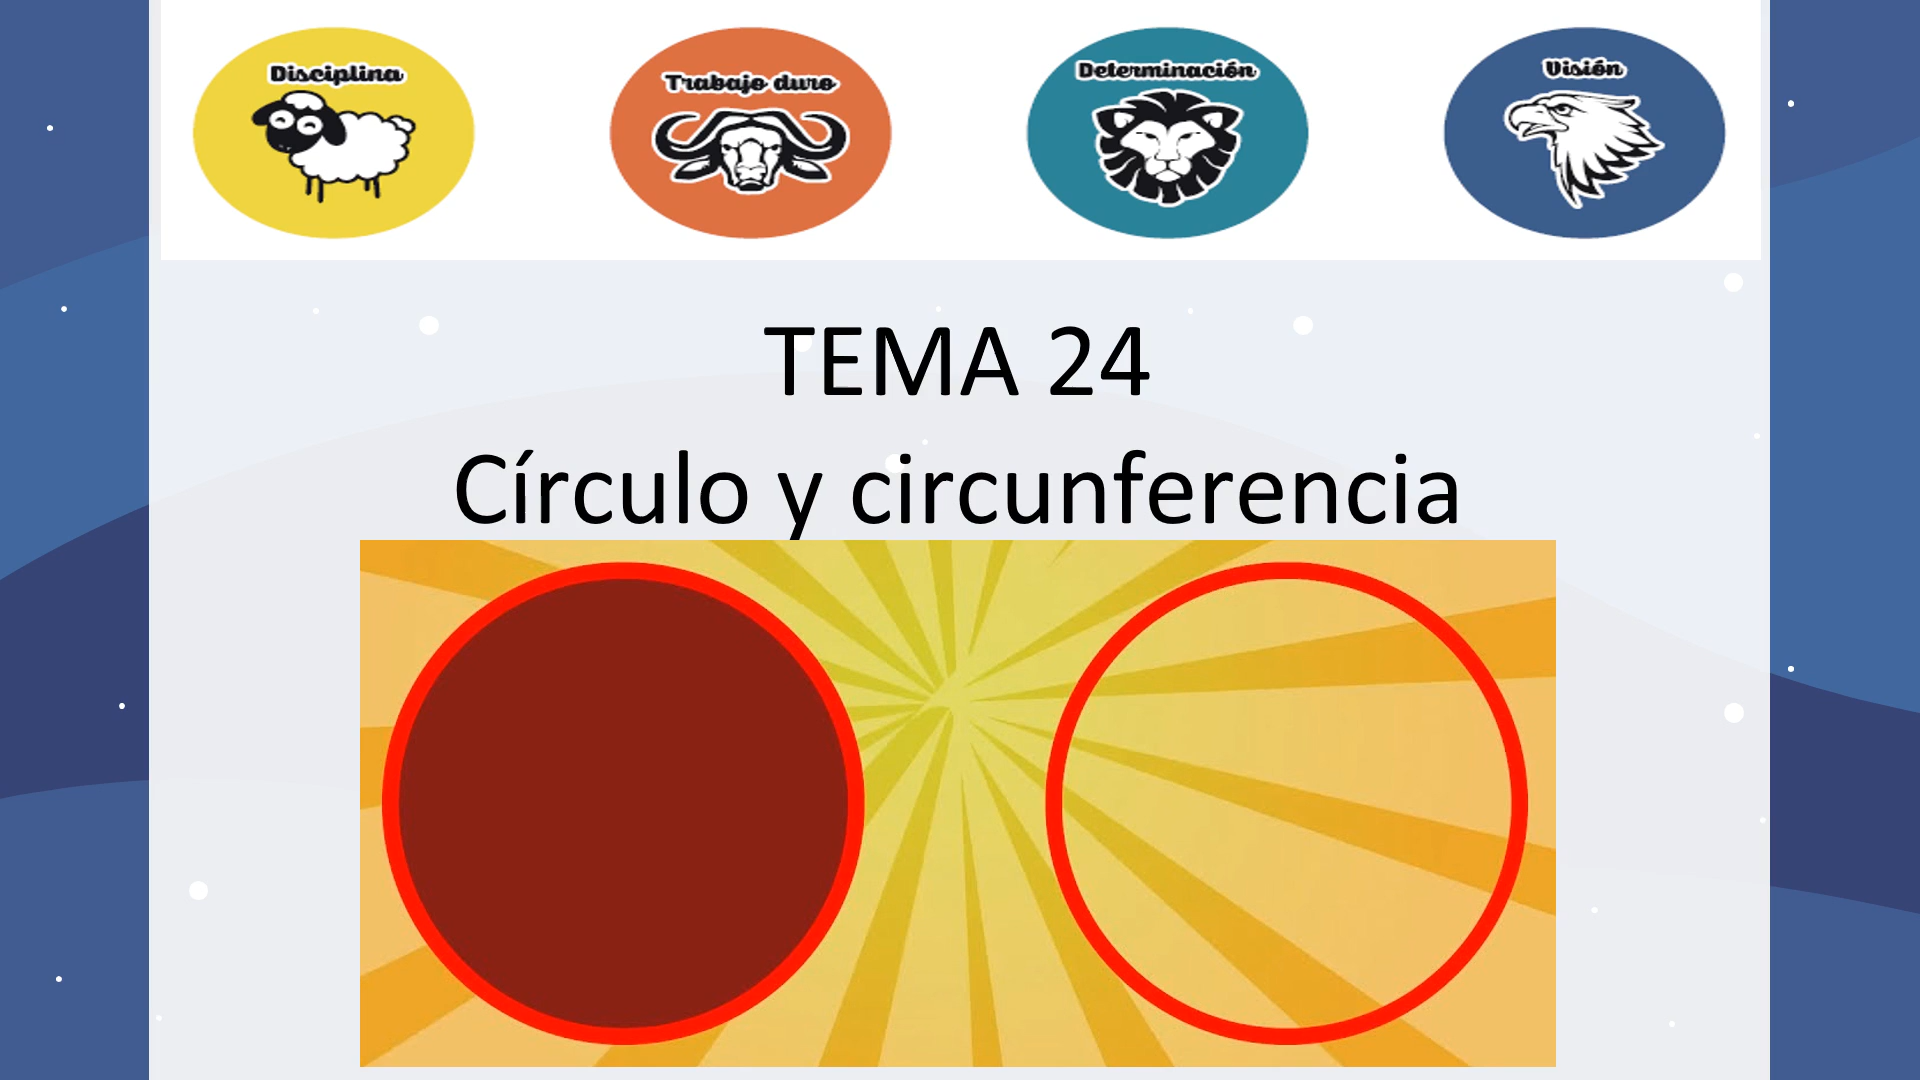 Disciplina
Trabajo duro
Determinación
Visión
TEMA 24
Círculo y circunferencia